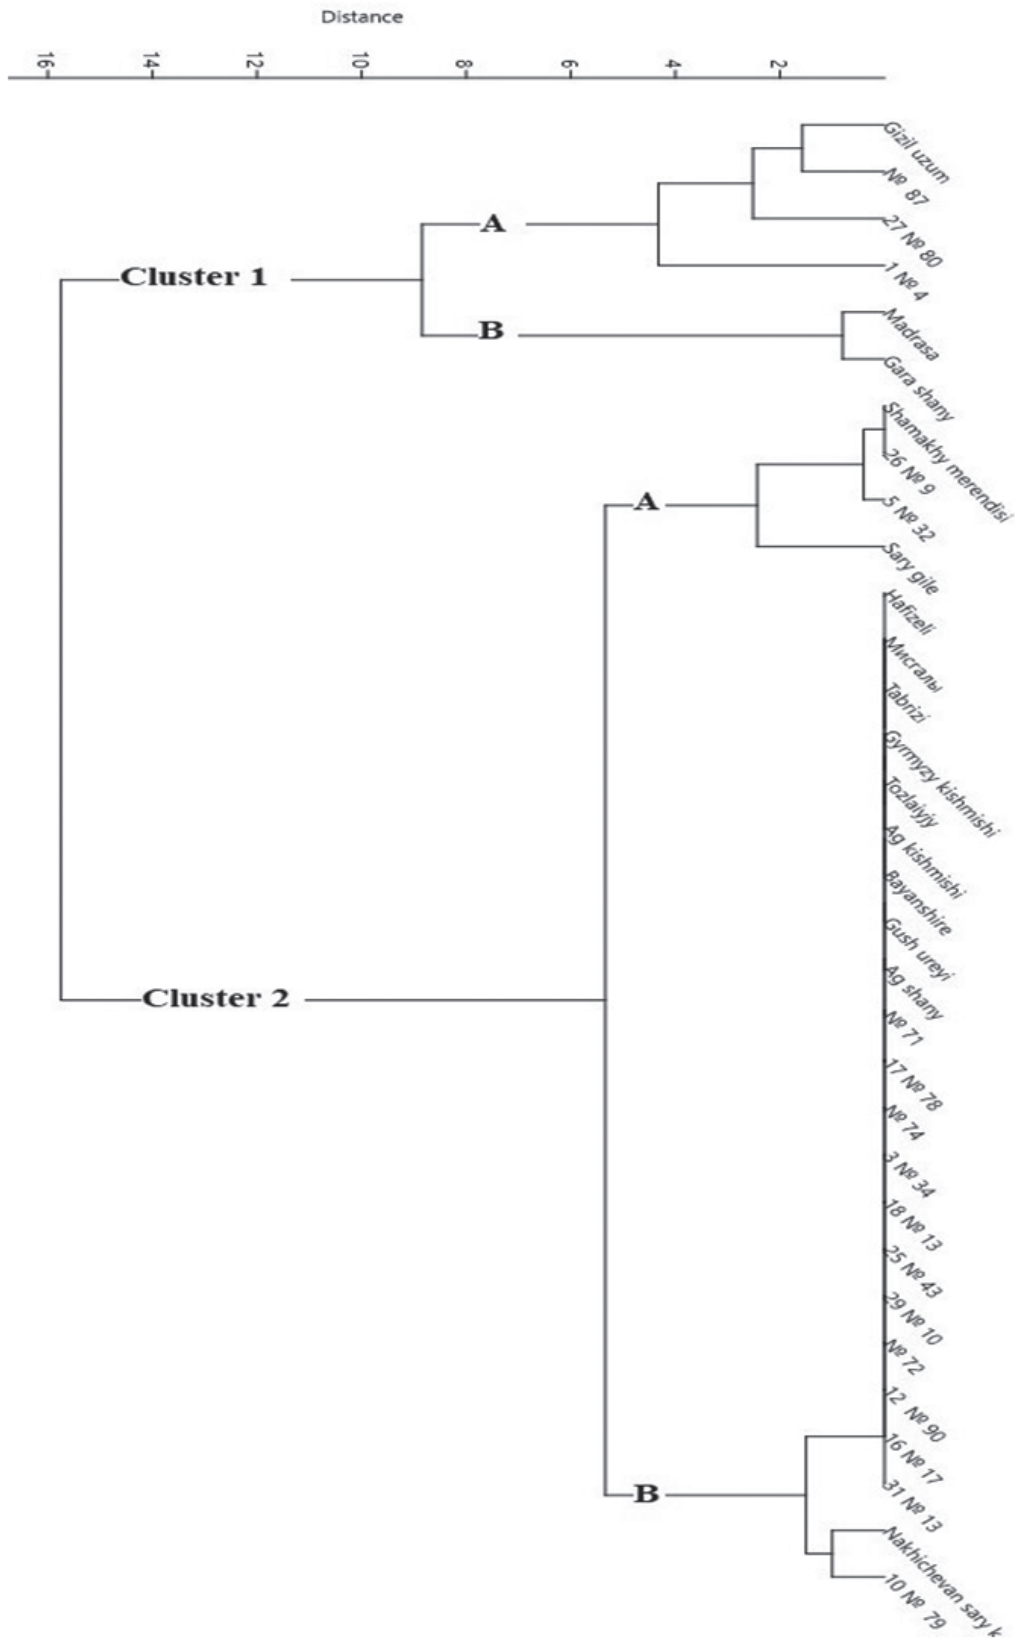 Distance
16 14 12 10 8 6 4 2
Gizil uzum
№ 87
27 № 80
A
1 № 4
Cluster 1
Madrasa
B
Gara shany
Shamakhy merendisi
26 № 9
A
5 № 32
Sary gile
Hafizeli
Мисгалы
Tabrizi
Gyrmyzy kishmishi
Tozlaiyjy
Ag kishmishi
Bayanshire
Gush ureyi
Ag shany
Cluster 2
№ 71
17 № 78
№ 74
3 № 34
18 № 13
25 № 43
29 № 10
№ 72
12 № 90
16 № 17
31 № 13
B
Nakhichevan sary k
10 № 79